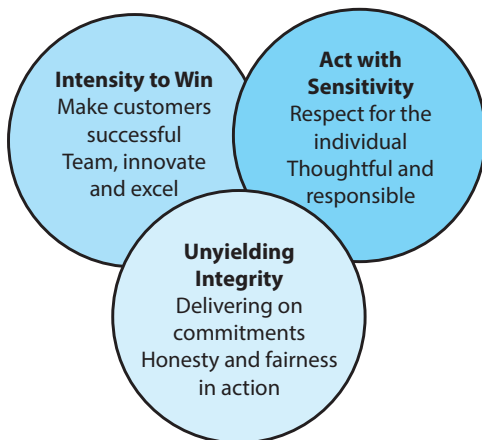 Intensity to Win
Make customers
successful
Team, innovate
and excel
Act with
Sensitivity
Respect for the
individual
Thoughtful and
responsible
Unyielding
Integrity
Delivering on
commitments
Honesty and fairness
in action